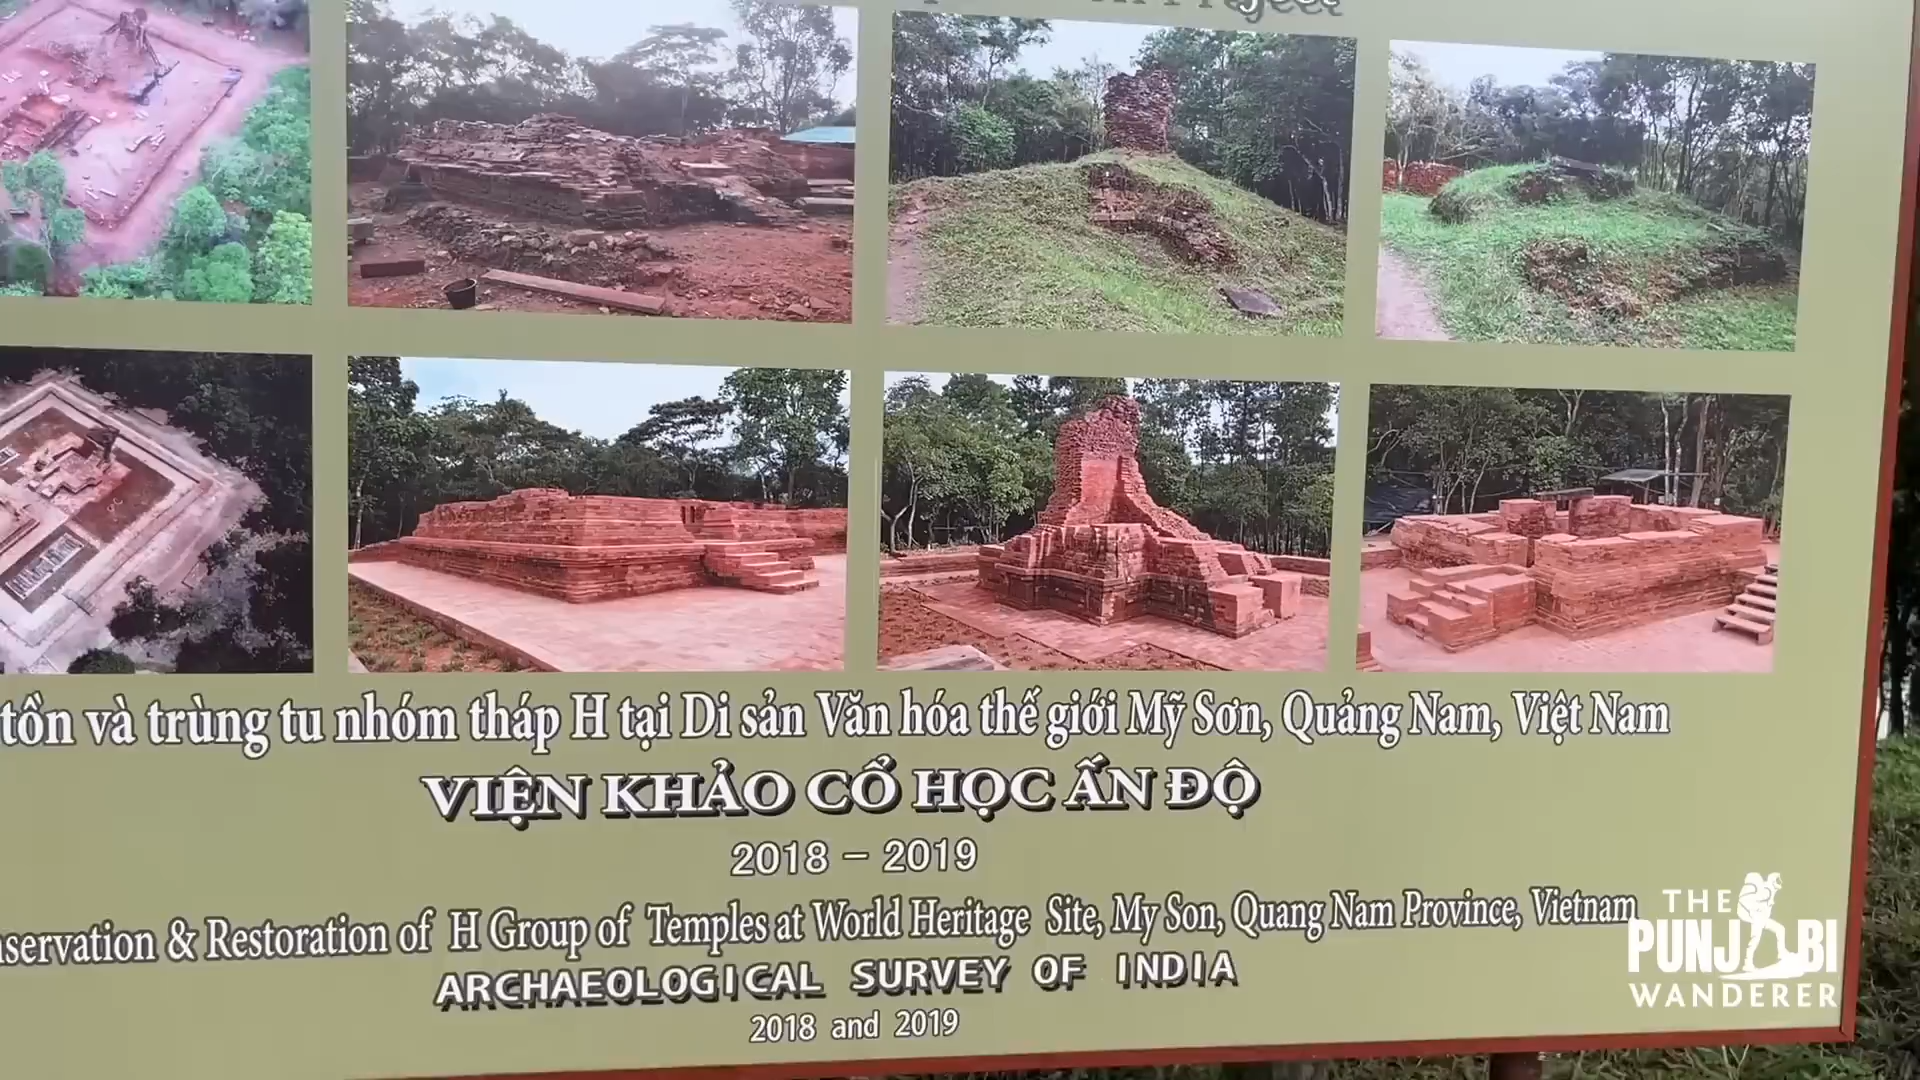 Project
tồn và trùng tu nhóm tháp H tại Di sản Văn hóa thế giới Mỹ Sơn, Quảng Nam, Việt Nam
VIỆN KHẢO CỔ HỌC ẤN ĐỘ
2018 – 2019
nservation & Restoration of H Group of Temples at World Heritage Site, My Son, Quang Nam Province, Vietnam
ARCHAEOLOGICAL SURVEY OF INDIA
2018 and 2019
THE
PUNJABI
WANDERER